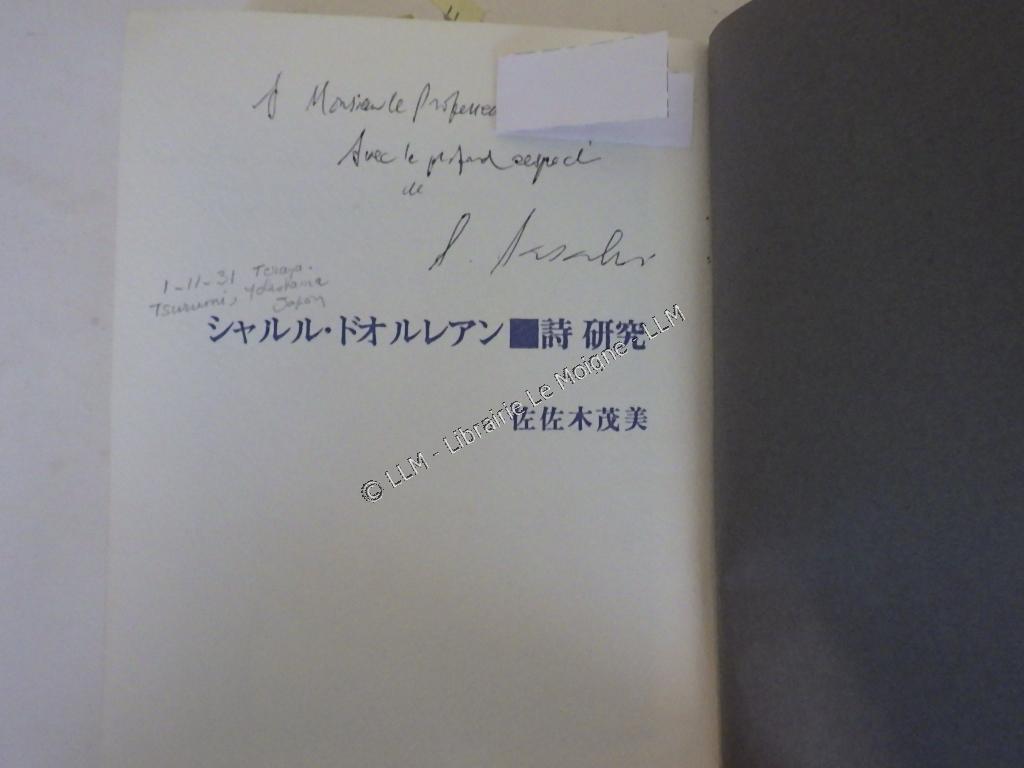 A Monsieur le Professeur
Avec le profond respect
de
S. Sasaki
1-11-31 Teraya.
Tsurumi, Yokohama
Japon
シャルル・ドオルレアン■詩 研究
佐佐木茂美
© LLM - Librairie Le Moigne - LLM